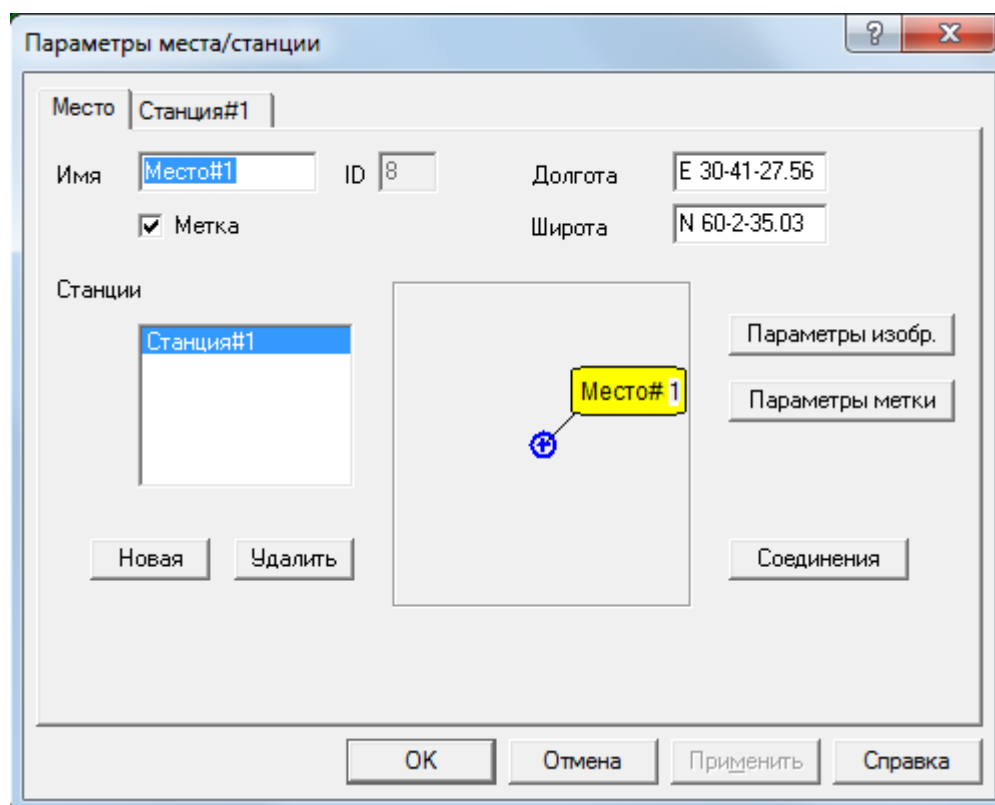 Параметры места/станции
Место Станция#1
Имя Место#1 ID 8 Долгота E 30-41-27.56
Метка Широта N 60-2-35.03
Станции
Станция#1
Место# 1
Параметры изобр.
Параметры метки
Новая Удалить Соединения
OK Отмена Применить Справка